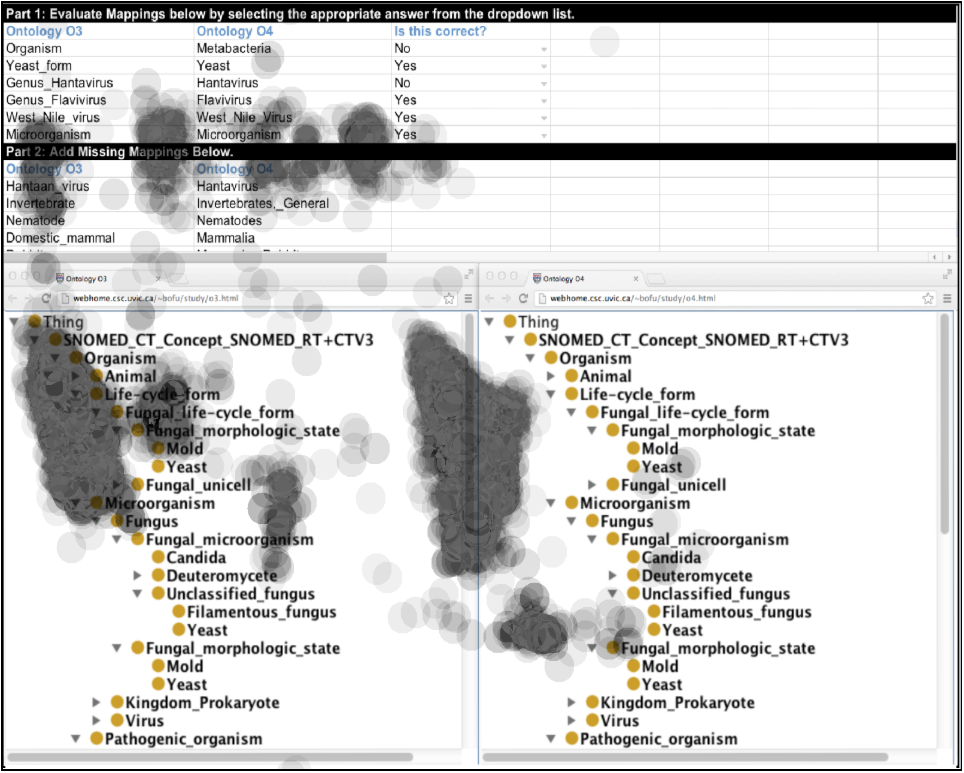 Part 1: Evaluate Mappings below by selecting the appropriate answer from the dropdown list.
Ontology O3 Ontology O4 Is this correct?
Organism Metabacteria No
Yeast_form Yeast Yes
Genus_Hantavirus Hantavirus No
Genus_Flavivirus Flavivirus Yes
West_Nile_virus West_Nile_Virus Yes
Microorganism Microorganism Yes
Part 2: Add Missing Mappings Below.
Ontology O3 Ontology O4
Hantaan_virus Hantavirus
Invertebrate Invertebrates,_General
Nematode Nematodes
Domestic_mammal Mammalia
Ontology O3
webhome.csc.uvic.ca/~bofu/study/o3.html
Thing
SNOMED_CT_Concept_SNOMED_RT+CTV3
Organism
Animal
Life-cycle_form
Fungal_life-cycle_form
Fungal_morphologic_state
Mold
Yeast
Fungal_unicell
Microorganism
Fungus
Fungal_microorganism
Candida
Deuteromycete
Unclassified_fungus
Filamentous_fungus
Yeast
Fungal_morphologic_state
Mold
Yeast
Kingdom_Prokaryote
Virus
Pathogenic_organism
Ontology O4
webhome.csc.uvic.ca/~bofu/study/o4.html
Thing
SNOMED_CT_Concept_SNOMED_RT+CTV3
Organism
Animal
Life-cycle_form
Fungal_life-cycle_form
Fungal_morphologic_state
Mold
Yeast
Fungal_unicell
Microorganism
Fungus
Fungal_microorganism
Candida
Deuteromycete
Unclassified_fungus
Filamentous_fungus
Yeast
Fungal_morphologic_state
Mold
Yeast
Kingdom_Prokaryote
Virus
Pathogenic_organism